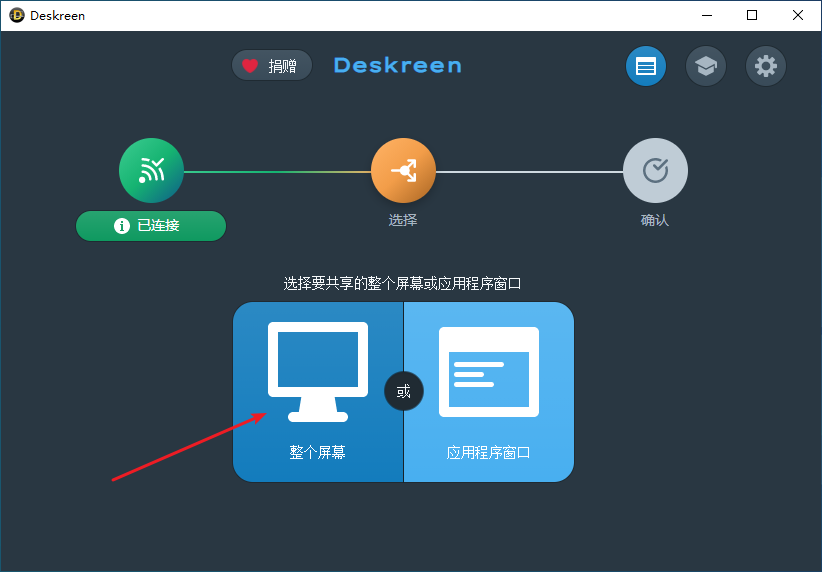 Deskreen
捐赠
Deskreen
已连接
选择
确认
选择要共享的整个屏幕或应用程序窗口
或
整个屏幕
应用程序窗口